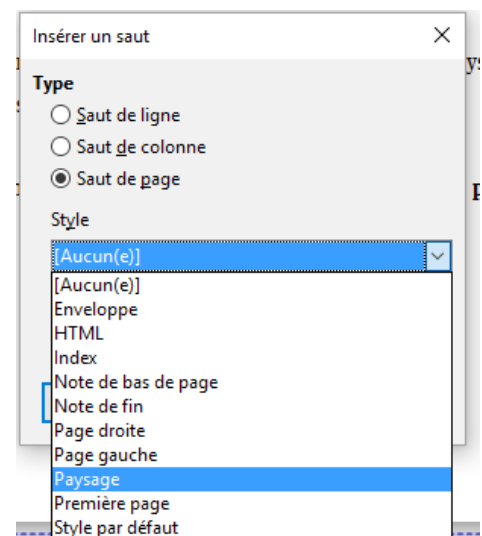 Insérer un saut
Type
Saut de ligne
Saut de colonne
Saut de page
Style
[Aucun(e)]
[Aucun(e)]
Enveloppe
HTML
Index
Note de bas de page
Note de fin
Page droite
Page gauche
Paysage
Première page
Style par défaut